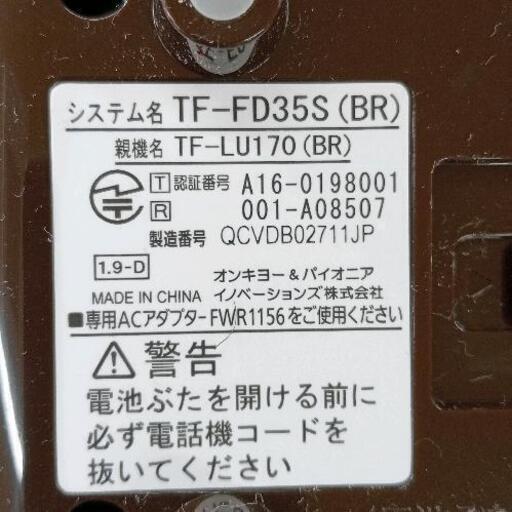 システム名 TF-FD35S (BR)
親機名 TF-LU170 (BR)
T 認証番号 A16-0198001
R 001-A08507
製造番号 QCVDB02711JP
1.9-D
オンキヨー&パイオニア
MADE IN CHINA イノベーションズ株式会社
■専用ACアダプターFWR1156をご使用ください
警告
電池ぶたを開ける前に
必ず電話機コードを
抜いてください